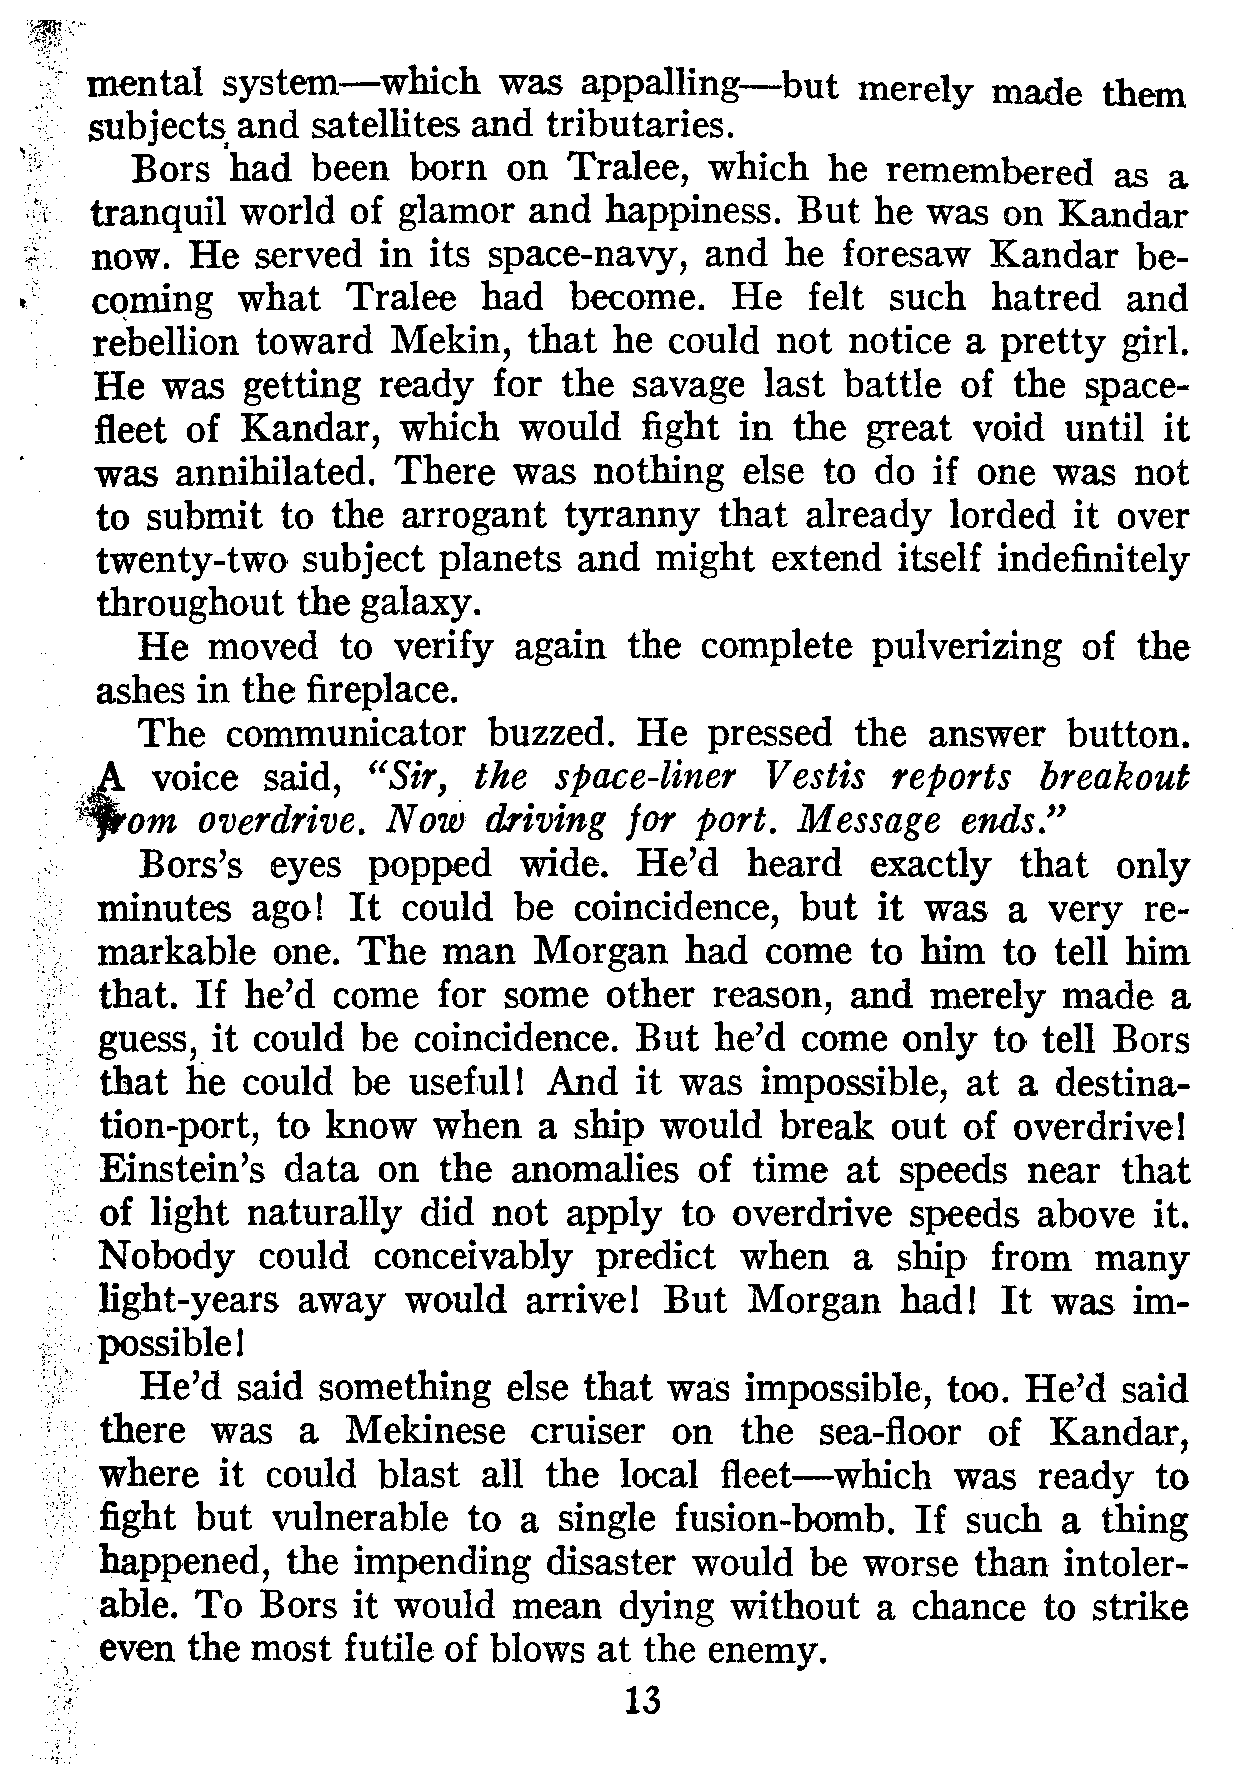 mental system—which was appalling—but merely made them
subjects and satellites and tributaries.
Bors had been born on Tralee, which he remembered as a
tranquil world of glamor and happiness. But he was on Kandar
now. He served in its space-navy, and he foresaw Kandar be-
coming what Tralee had become. He felt such hatred and
rebellion toward Mekin, that he could not notice a pretty girl.
He was getting ready for the savage last battle of the space-
fleet of Kandar, which would fight in the great void until it
was annihilated. There was nothing else to do if one was not
to submit to the arrogant tyranny that already lorded it over
twenty-two subject planets and might extend itself indefinitely
throughout the galaxy.
He moved to verify again the complete pulverizing of the
ashes in the fireplace.
The communicator buzzed. He pressed the answer button.
A voice said, “Sir, the space-liner Vestis reports breakout
from overdrive. Now driving for port. Message ends.”
Bors’s eyes popped wide. He’d heard exactly that only
minutes ago! It could be coincidence, but it was a very re-
markable one. The man Morgan had come to him to tell him
that. If he’d come for some other reason, and merely made a
guess, it could be coincidence. But he’d come only to tell Bors
that he could be useful! And it was impossible, at a destina-
tion-port, to know when a ship would break out of overdrive!
Einstein’s data on the anomalies of time at speeds near that
of light naturally did not apply to overdrive speeds above it.
Nobody could conceivably predict when a ship from many
light-years away would arrive! But Morgan had! It was im-
possible!
He’d said something else that was impossible, too. He’d said
there was a Mekinese cruiser on the sea-floor of Kandar,
where it could blast all the local fleet—which was ready to
fight but vulnerable to a single fusion-bomb. If such a thing
happened, the impending disaster would be worse than intoler-
able. To Bors it would mean dying without a chance to strike
even the most futile of blows at the enemy.
13